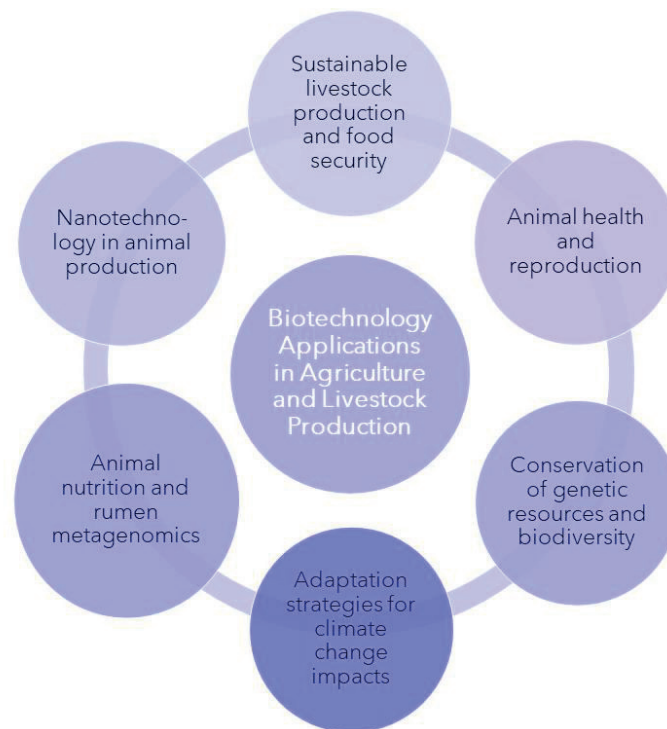 Sustainable
livestock
production
and food
security
Nanotechno-
logy in animal
production
Animal health
and
reproduction
Biotechnology
Applications
in Agriculture
and Livestock
Production
Animal
nutrition and
rumen
metagenomics
Conservation
of genetic
resources and
biodiversity
Adaptation
strategies for
climate
change
impacts